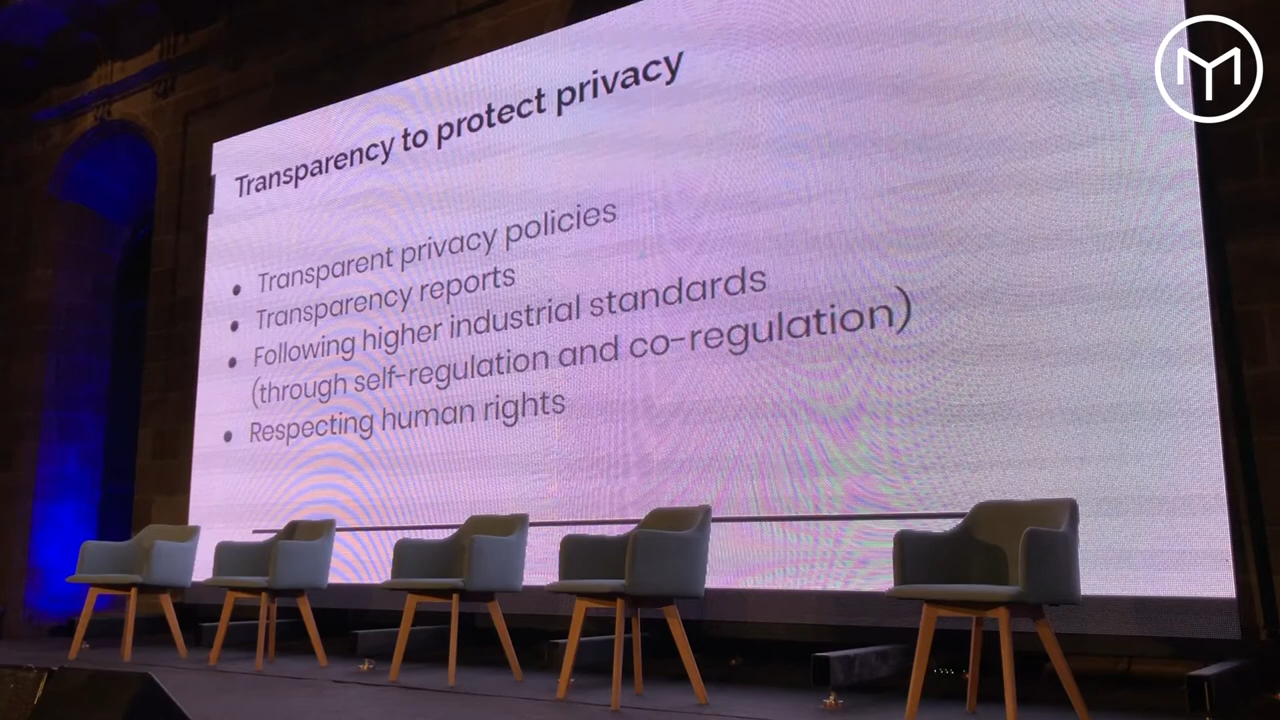 Transparency to protect privacy
• Transparent privacy policies
• Transparency reports
• Following higher industrial standards
(through self-regulation and co-regulation)
• Respecting human rights